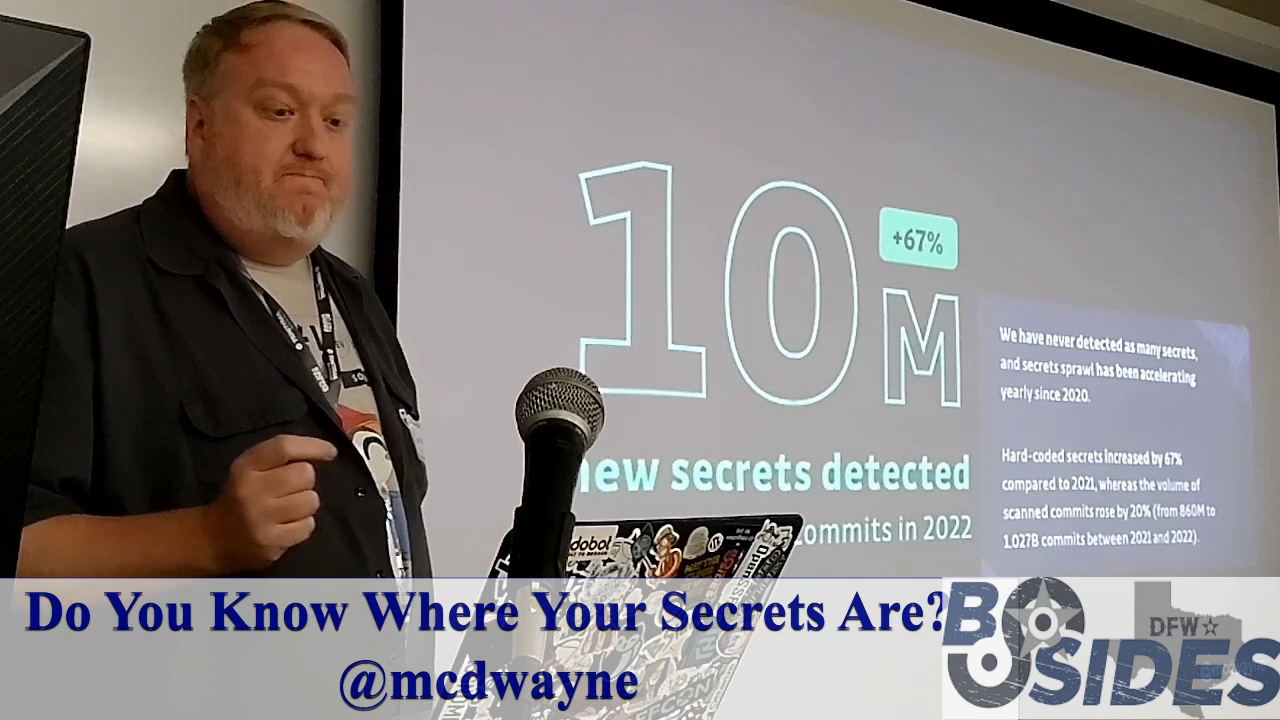 10
+67%
M
new secrets detected
commits in 2022
We have never detected as many secrets,
and secrets sprawl has been accelerating
yearly since 2020.
Hard-coded secrets increased by 67%
compared to 2021, whereas the volume of
scanned commits rose by 20% (from 860M to
1.027B commits between 2021 and 2022).
Do You Know Where Your Secrets Are?
@mcdwayne
BSIDES
DFW